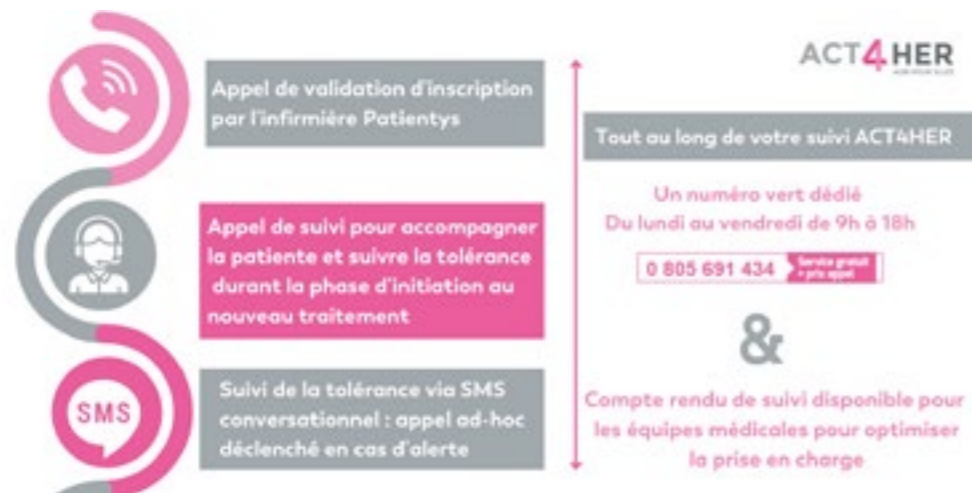 Appel de validation d'inscription
par l'infirmière Patientys
Appel de suivi pour accompagner
la patiente et suivre la tolérance
durant la phase d'initiation au
nouveau traitement
SMS
Suivi de la tolérance via SMS
conversationnel : appel ad-hoc
déclenché en cas d'alerte
ACT4HER
Tout au long de votre suivi ACT4HER
Un numéro vert dédié
Du lundi au vendredi de 9h à 18h
0 805 691 434
Service gratuit
+ prix appel
&
Compte rendu de suivi disponible pour
les équipes médicales pour optimiser
la prise en charge